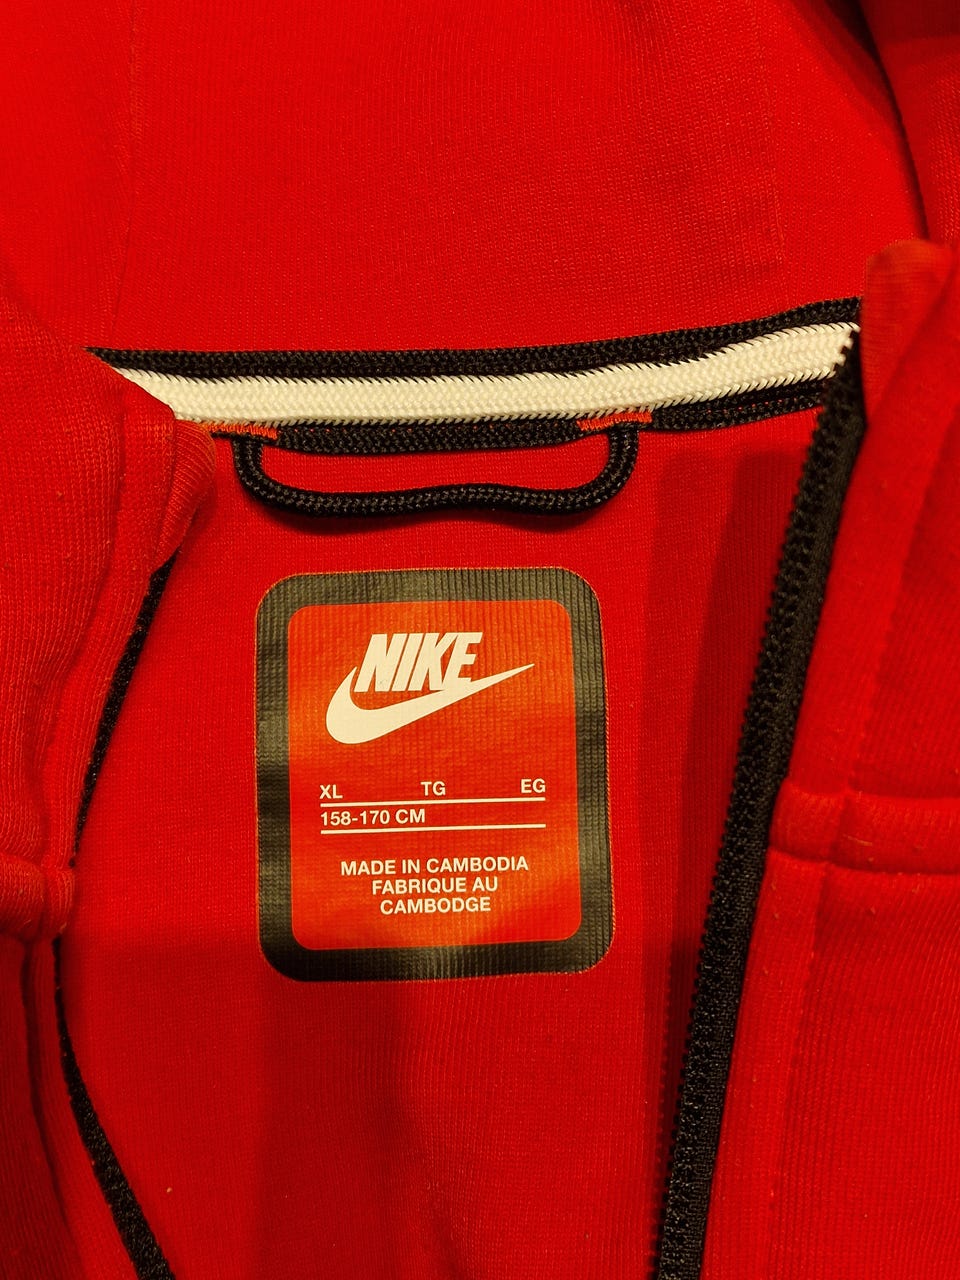 NIKE
XL TG EG
158-170 CM
MADE IN CAMBODIA
FABRIQUE AU
CAMBODGE